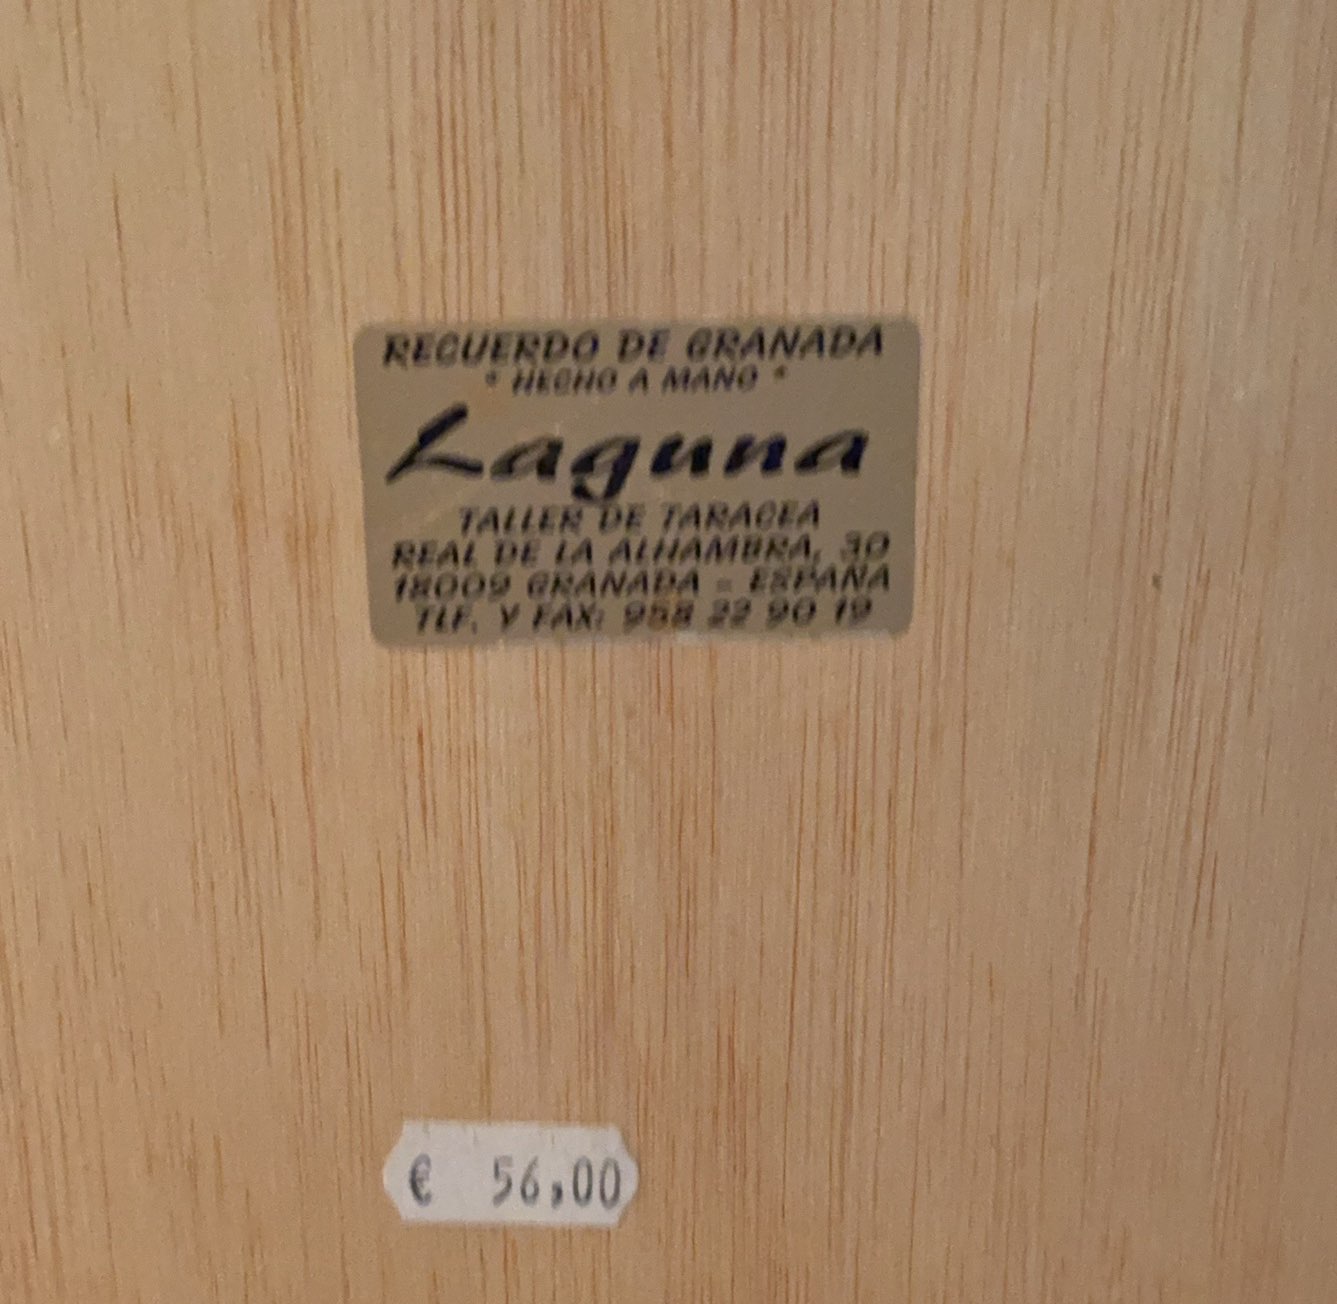 RECUERDO DE GRANADA
* HECHO A MANO *
Laguna
TALLER DE TARACEA
REAL DE LA ALHAMBRA, 30
18009 GRANADA - ESPAÑA
TLF. Y FAX: 958 22 90 19
€ 56,00